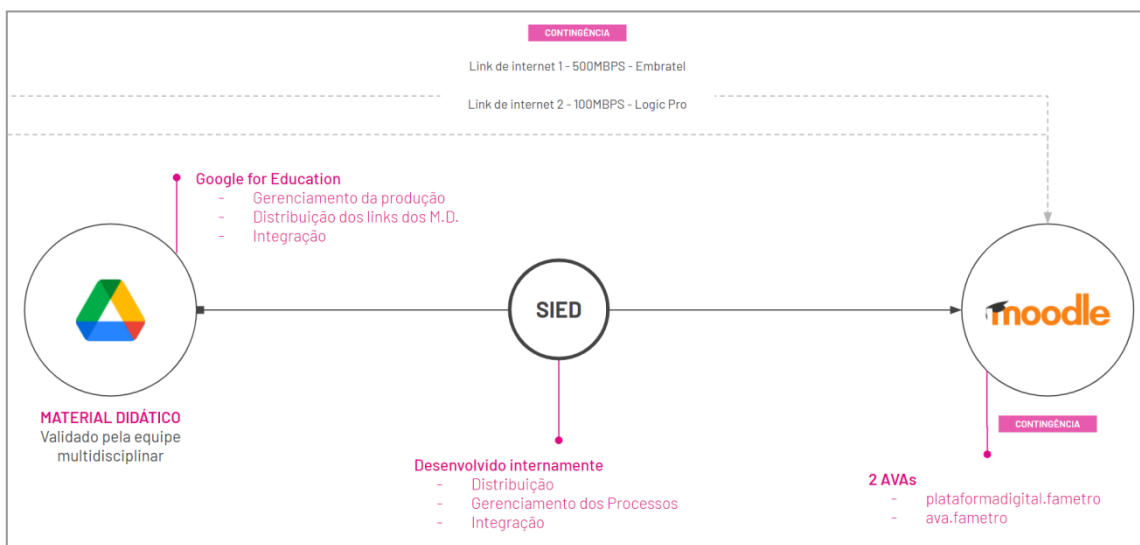 CONTINGÊNCIA
Link de internet 1 - 500MBPS - Embratel
Link de internet 2 - 100MBPS - Logic Pro
Google for Education
- Gerenciamento da produção
- Distribuição dos links dos M.D.
- Integração
SIED
moodle
MATERIAL DIDÁTICO
Validado pela equipe
multidisciplinar
CONTINGÊNCIA
Desenvolvido internamente
- Distribuição
- Gerenciamento dos Processos
- Integração
2 AVAs
- plataformadigital.fametro
- ava.fametro